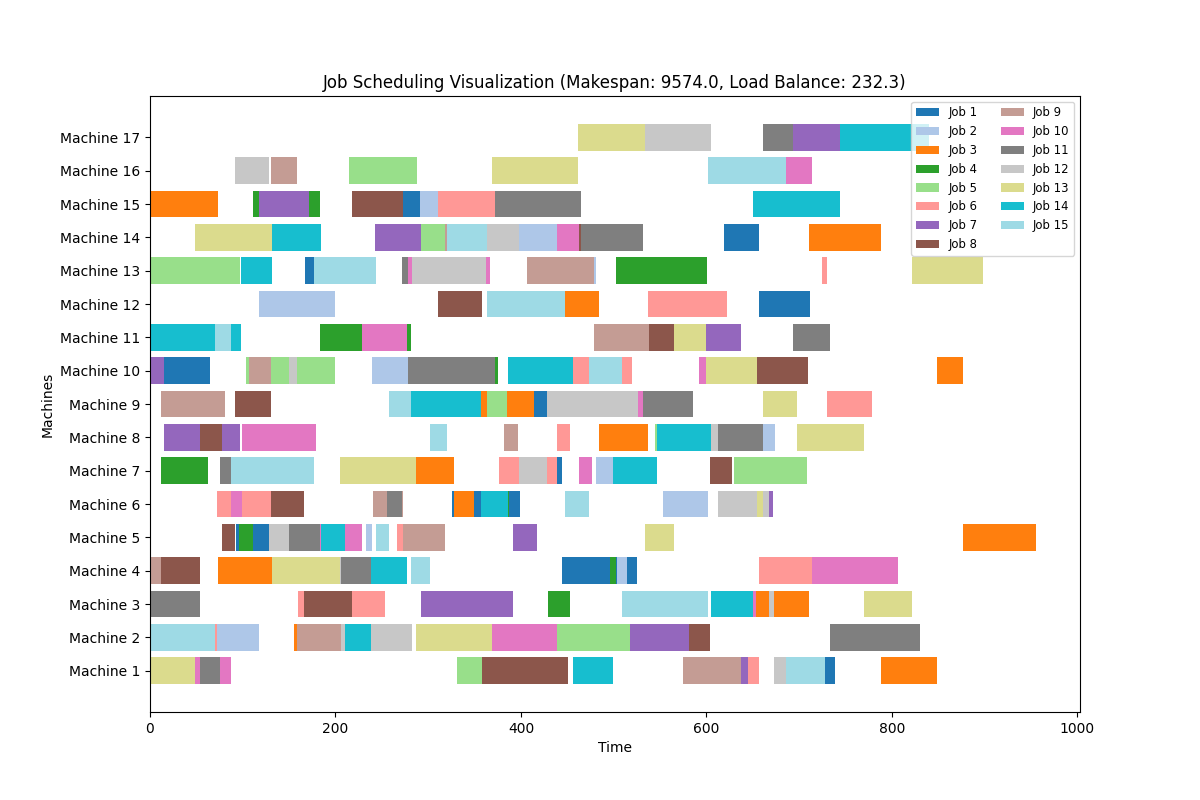 Job Scheduling Visualization (Makespan: 9574.0, Load Balance: 232.3)
Machine 17
Machine 16
Machine 15
Machine 14
Machine 13
Machine 12
Machine 11
Machine 10
Machine 9
Machine 8
Machine 7
Machine 6
Machine 5
Machine 4
Machine 3
Machine 2
Machine 1
Machines
0 200 400 600 800 1000
Time
Job 1
Job 2
Job 3
Job 4
Job 5
Job 6
Job 7
Job 8
Job 9
Job 10
Job 11
Job 12
Job 13
Job 14
Job 15